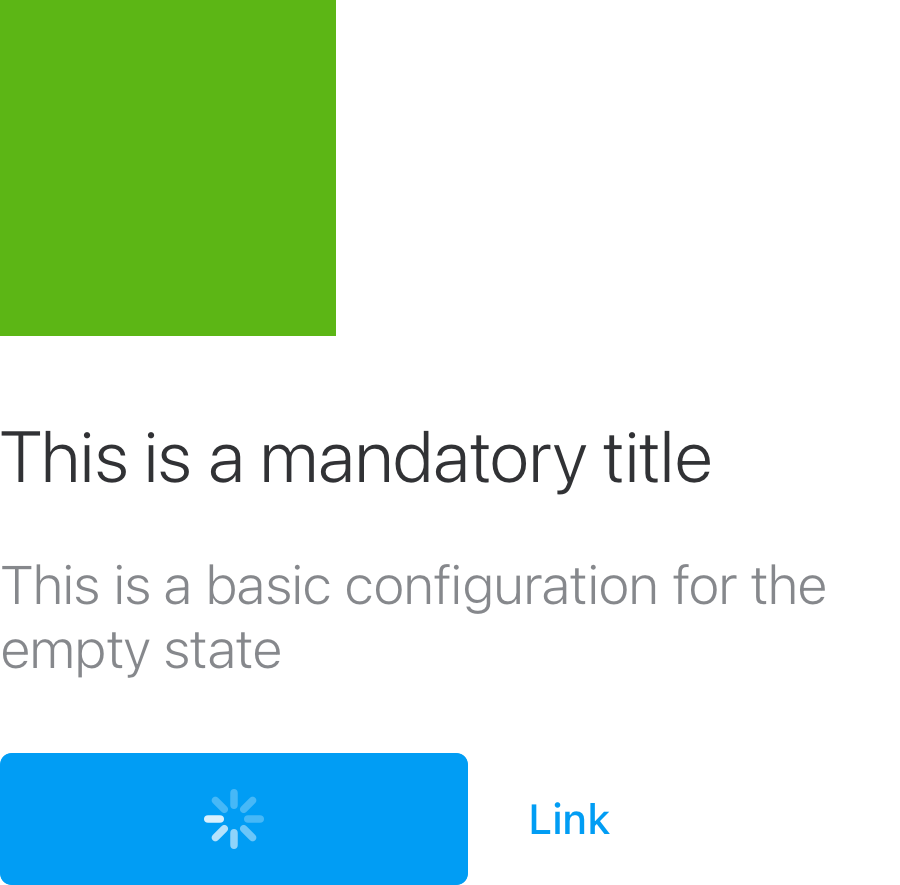 This is a mandatory title
This is a basic configuration for the
empty state
Link